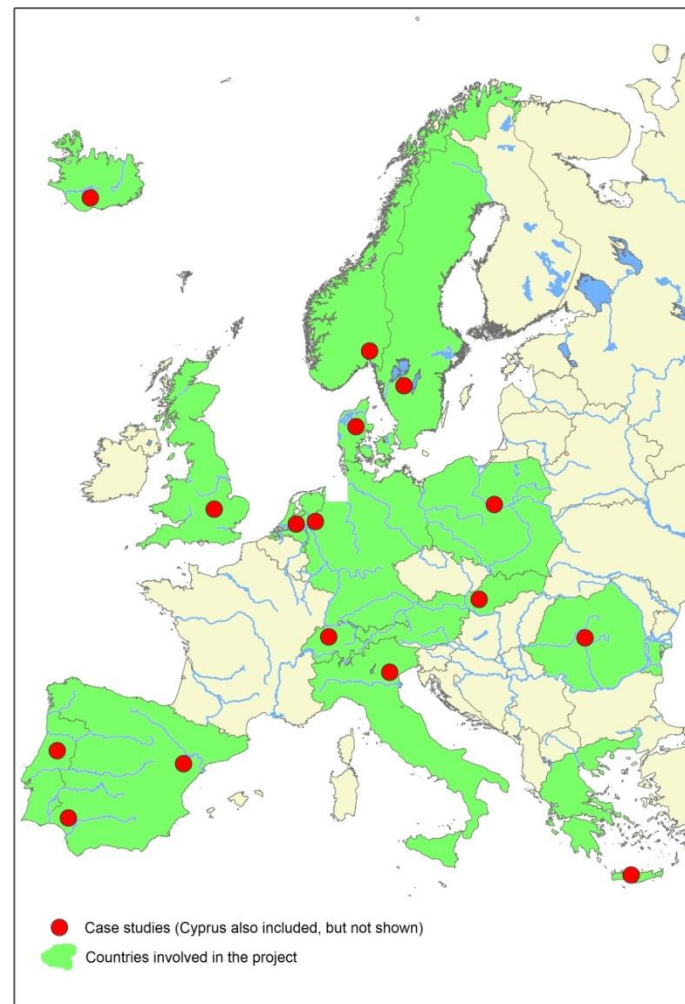 Case studies (Cyprus also included, but not shown)
Countries involved in the project